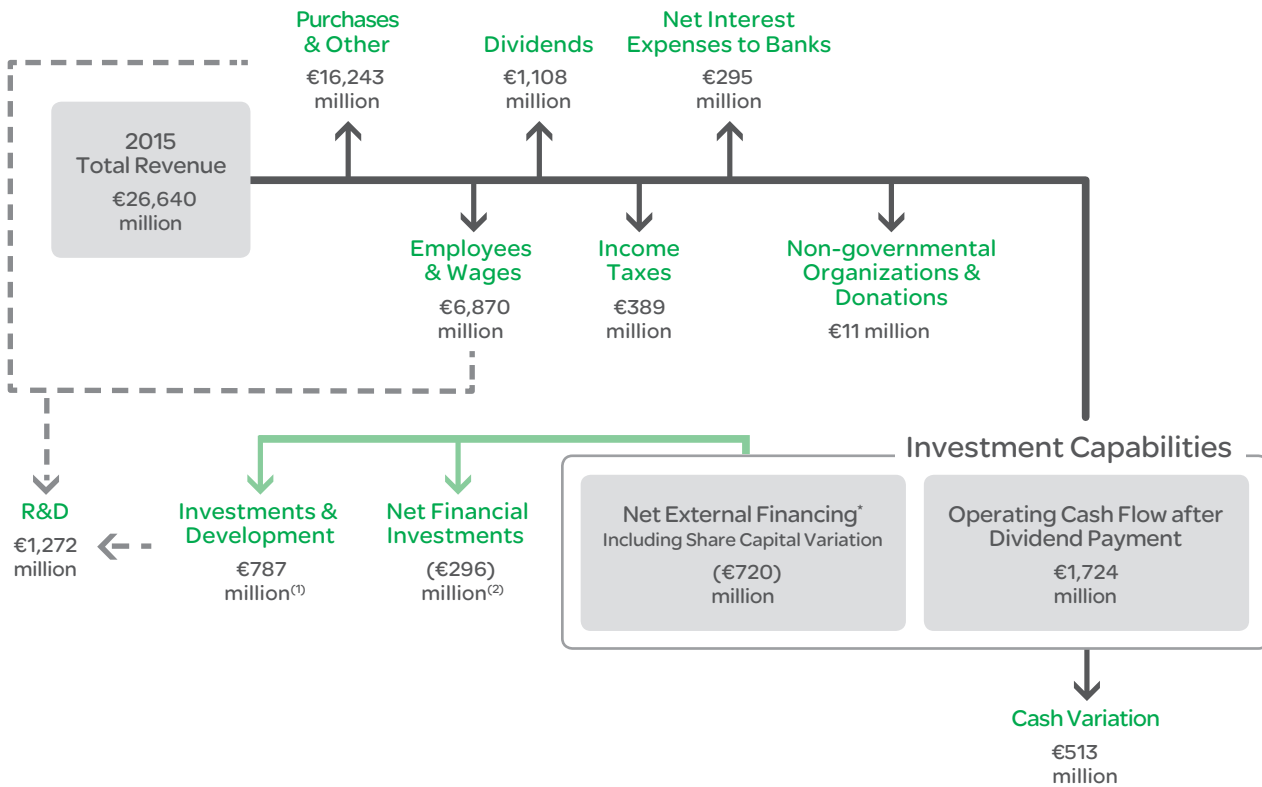 Purchases
& Other
€16,243
million
Dividends
€1,108
million
Net Interest
Expenses to Banks
€295
million
2015
Total Revenue
€26,640
million
Employees
& Wages
€6,870
million
Income
Taxes
€389
million
Non-governmental
Organizations &
Donations
€11 million
Investment Capabilities
R&D
€1,272
million
Investments &
Development
€787
million(1)
Net Financial
Investments
(€296)
million(2)
Net External Financing*
Including Share Capital Variation
(€720)
million
Operating Cash Flow after
Dividend Payment
€1,724
million
Cash Variation
€513
million